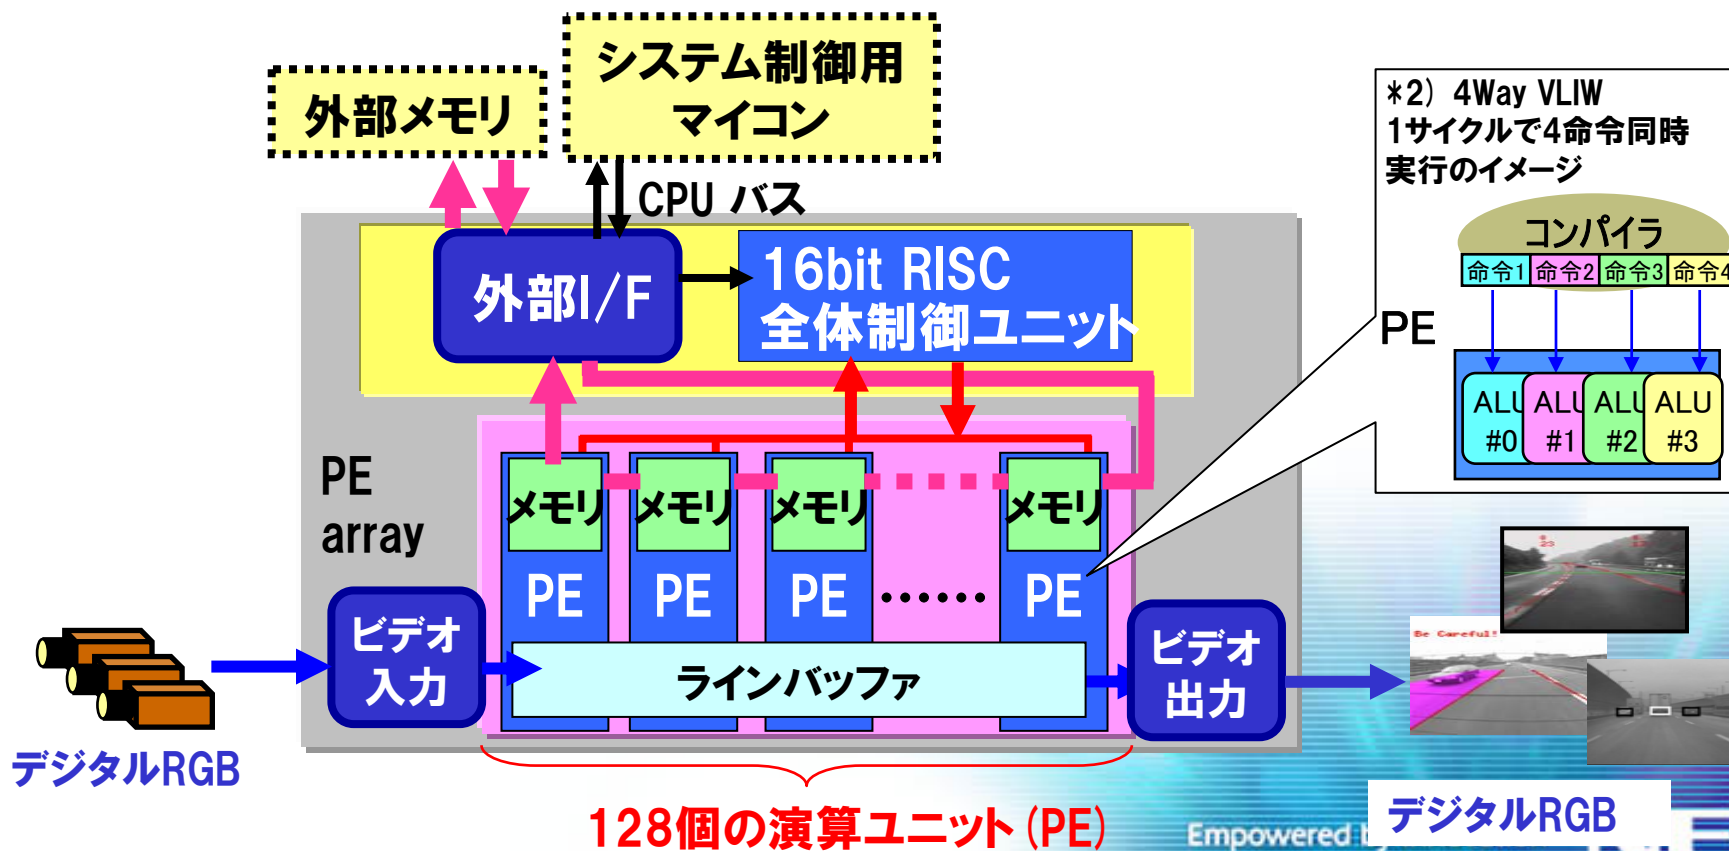 システム制御用
マイコン
外部メモリ
CPU バス
外部I/F
16bit RISC
全体制御ユニット
*2) 4Way VLIW
1サイクルで4命令同時
実行のイメージ
コンパイラ
命令1 命令2 命令3 命令4
PE
ALU ALU ALU ALU
#0 #1 #2 #3
PE
array
メモリ メモリ メモリ メモリ
PE PE PE ・・・・・・ PE
ビデオ
入力
ラインバッファ
ビデオ
出力
デジタルRGB
Be Careful!
128個の演算ユニット(PE)
デジタルRGB
Empowered